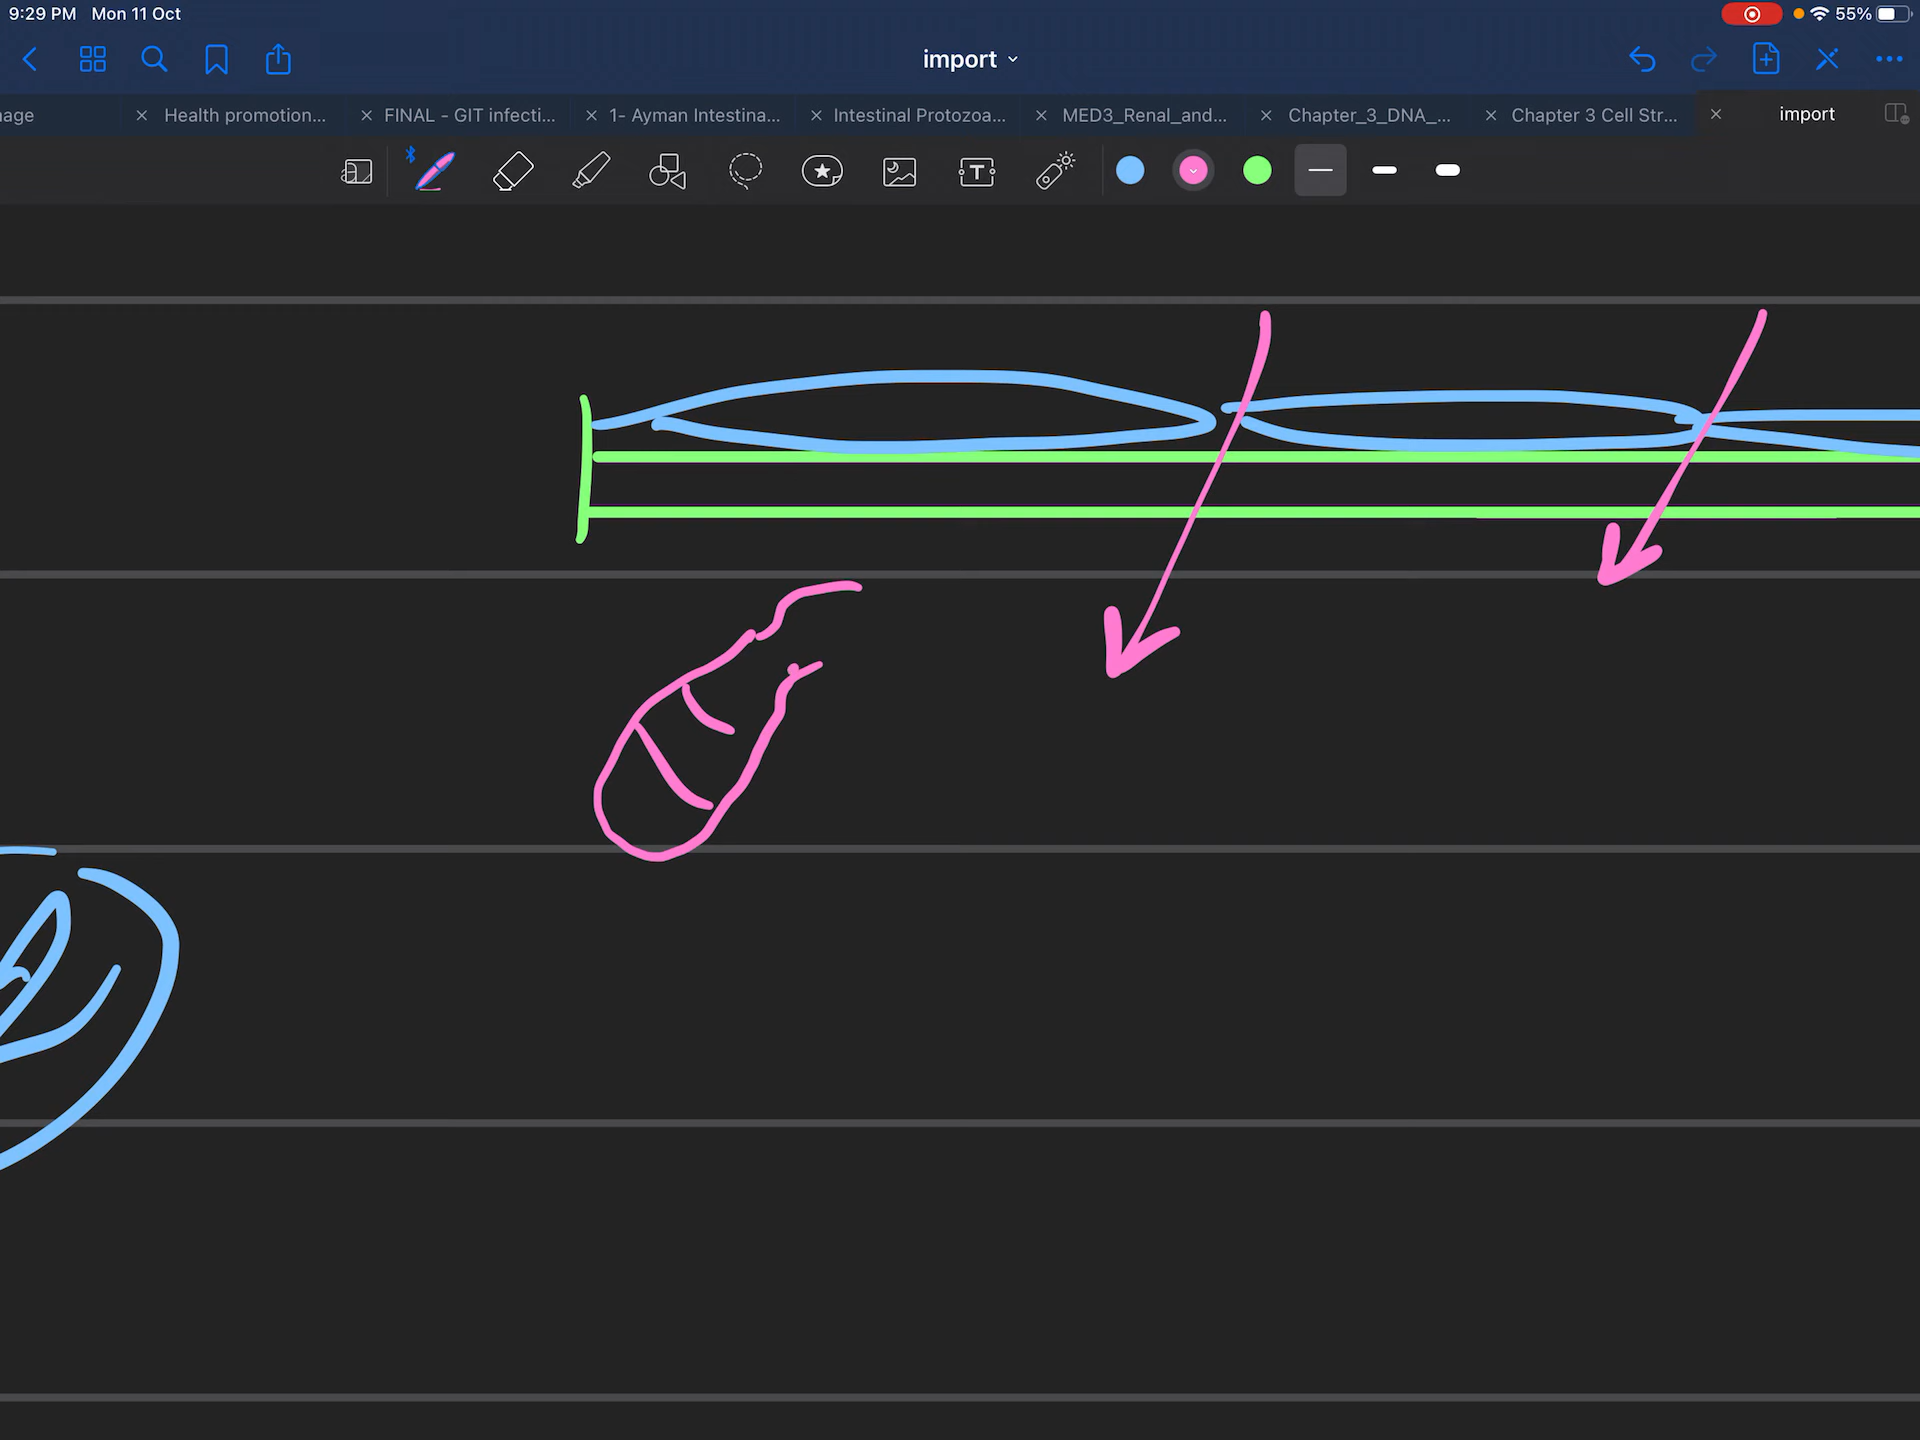 9:29 PM Mon 11 Oct 55%
import
nage Health promotion... FINAL - GIT infecti... 1- Ayman Intestina... Intestinal Protozoa... MED3_Renal_and... Chapter_3_DNA_... Chapter 3 Cell Str... import
T